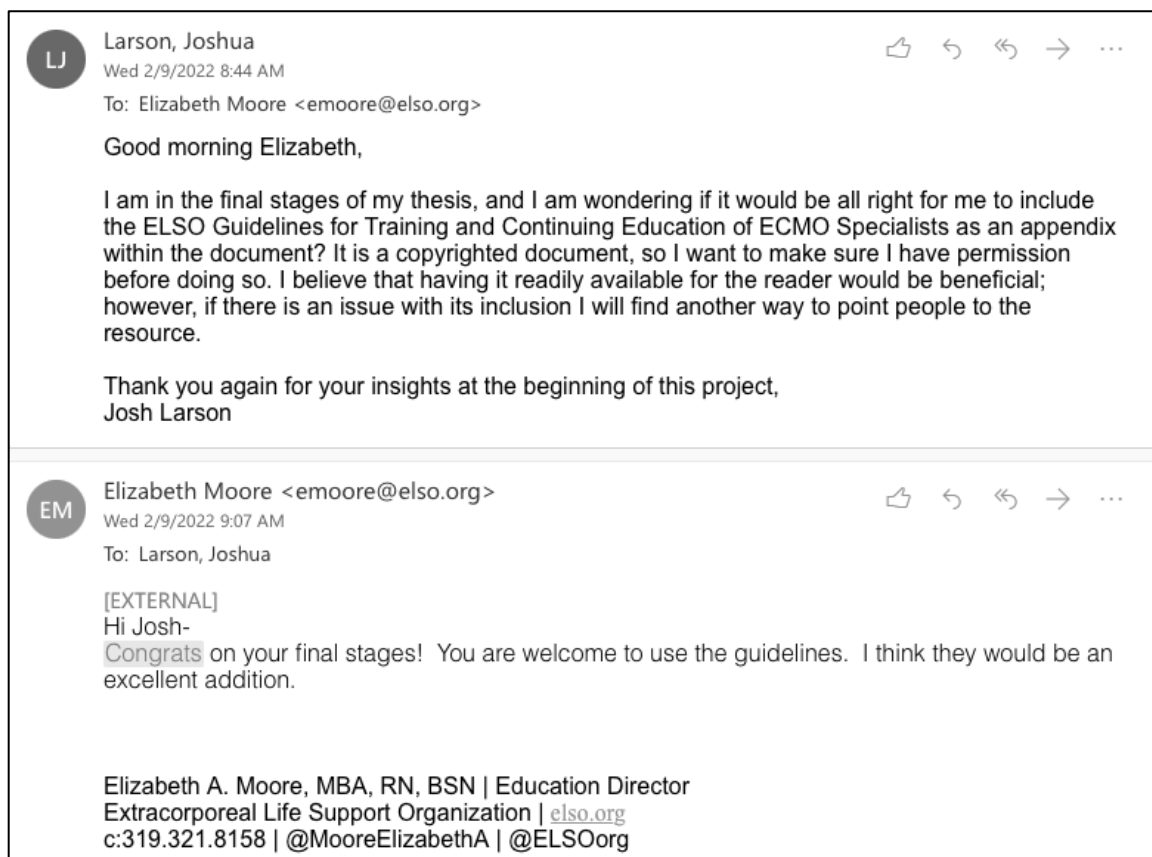 LJ
Larson, Joshua
Wed 2/9/2022 8:44 AM
To: Elizabeth Moore <emoore@elso.org>
Good morning Elizabeth,
I am in the final stages of my thesis, and I am wondering if it would be all right for me to include
the ELSO Guidelines for Training and Continuing Education of ECMO Specialists as an appendix
within the document? It is a copyrighted document, so I want to make sure I have permission
before doing so. I believe that having it readily available for the reader would be beneficial;
however, if there is an issue with its inclusion I will find another way to point people to the
resource.
Thank you again for your insights at the beginning of this project,
Josh Larson
EM
Elizabeth Moore <emoore@elso.org>
Wed 2/9/2022 9:07 AM
To: Larson, Joshua
[EXTERNAL]
Hi Josh-
Congrats on your final stages!  You are welcome to use the guidelines.  I think they would be an
excellent addition.
Elizabeth A. Moore, MBA, RN, BSN | Education Director
Extracorporeal Life Support Organization | elso.org
c:319.321.8158 | @MooreElizabethA | @ELSOorg